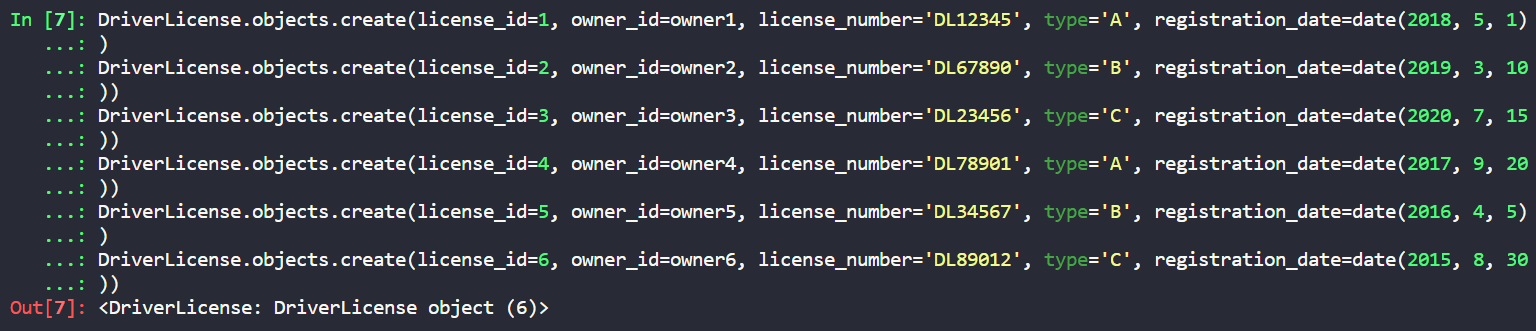 In [7]: DriverLicense.objects.create(license_id=1, owner_id=owner1, license_number='DL12345', type='A', registration_date=date(2018, 5, 1)
   ...: )
   ...: DriverLicense.objects.create(license_id=2, owner_id=owner2, license_number='DL67890', type='B', registration_date=date(2019, 3, 10
   ...: ))
   ...: DriverLicense.objects.create(license_id=3, owner_id=owner3, license_number='DL23456', type='C', registration_date=date(2020, 7, 15
   ...: ))
   ...: DriverLicense.objects.create(license_id=4, owner_id=owner4, license_number='DL78901', type='A', registration_date=date(2017, 9, 20
   ...: ))
   ...: DriverLicense.objects.create(license_id=5, owner_id=owner5, license_number='DL34567', type='B', registration_date=date(2016, 4, 5)
   ...: )
   ...: DriverLicense.objects.create(license_id=6, owner_id=owner6, license_number='DL89012', type='C', registration_date=date(2015, 8, 30
   ...: ))
Out[7]: <DriverLicense: DriverLicense object (6)>